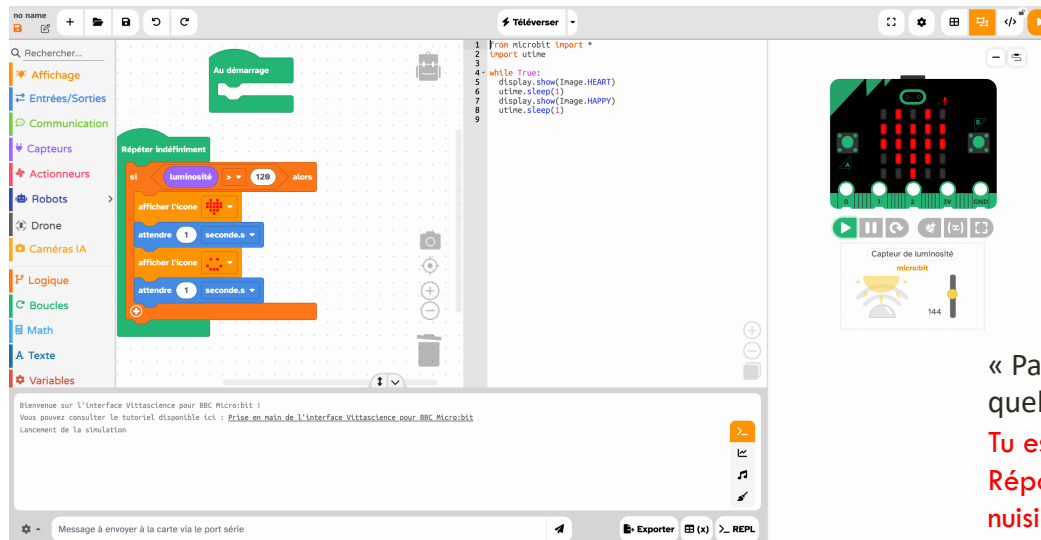 no name
Téléverser
</>
Rechercher...
Affichage
Entrées/Sorties
Communication
Capteurs
Actionneurs
Robots
Drone
Caméras IA
Logique
Boucles
Math
A Texte
Variables
Au démarrage
Répéter indéfiniment
si luminosité > 120 alors
afficher l'icone
attendre 1 seconde.s
afficher l'icone
attendre 1 seconde.s
1 from microbit import *
2 import utime
3
4 while True:
5 display.show(Image.HEART)
6 utime.sleep(1)
7 display.show(Image.HAPPY)
8 utime.sleep(1)
9
A
B
0 1 2 3V GND
Capteur de luminosité
micro:bit
144
« Pa
quel
Tu es
Répo
nuisi
Bienvenue sur l'interface Vittascience pour BBC Micro:bit !
Vous pouvez consulter le tutoriel disponible ici : Prise en main de l'interface Vittascience pour BBC Micro:bit
Lancement de la simulation
Message à envoyer à la carte via le port série
Exporter
(x)
>_ REPL